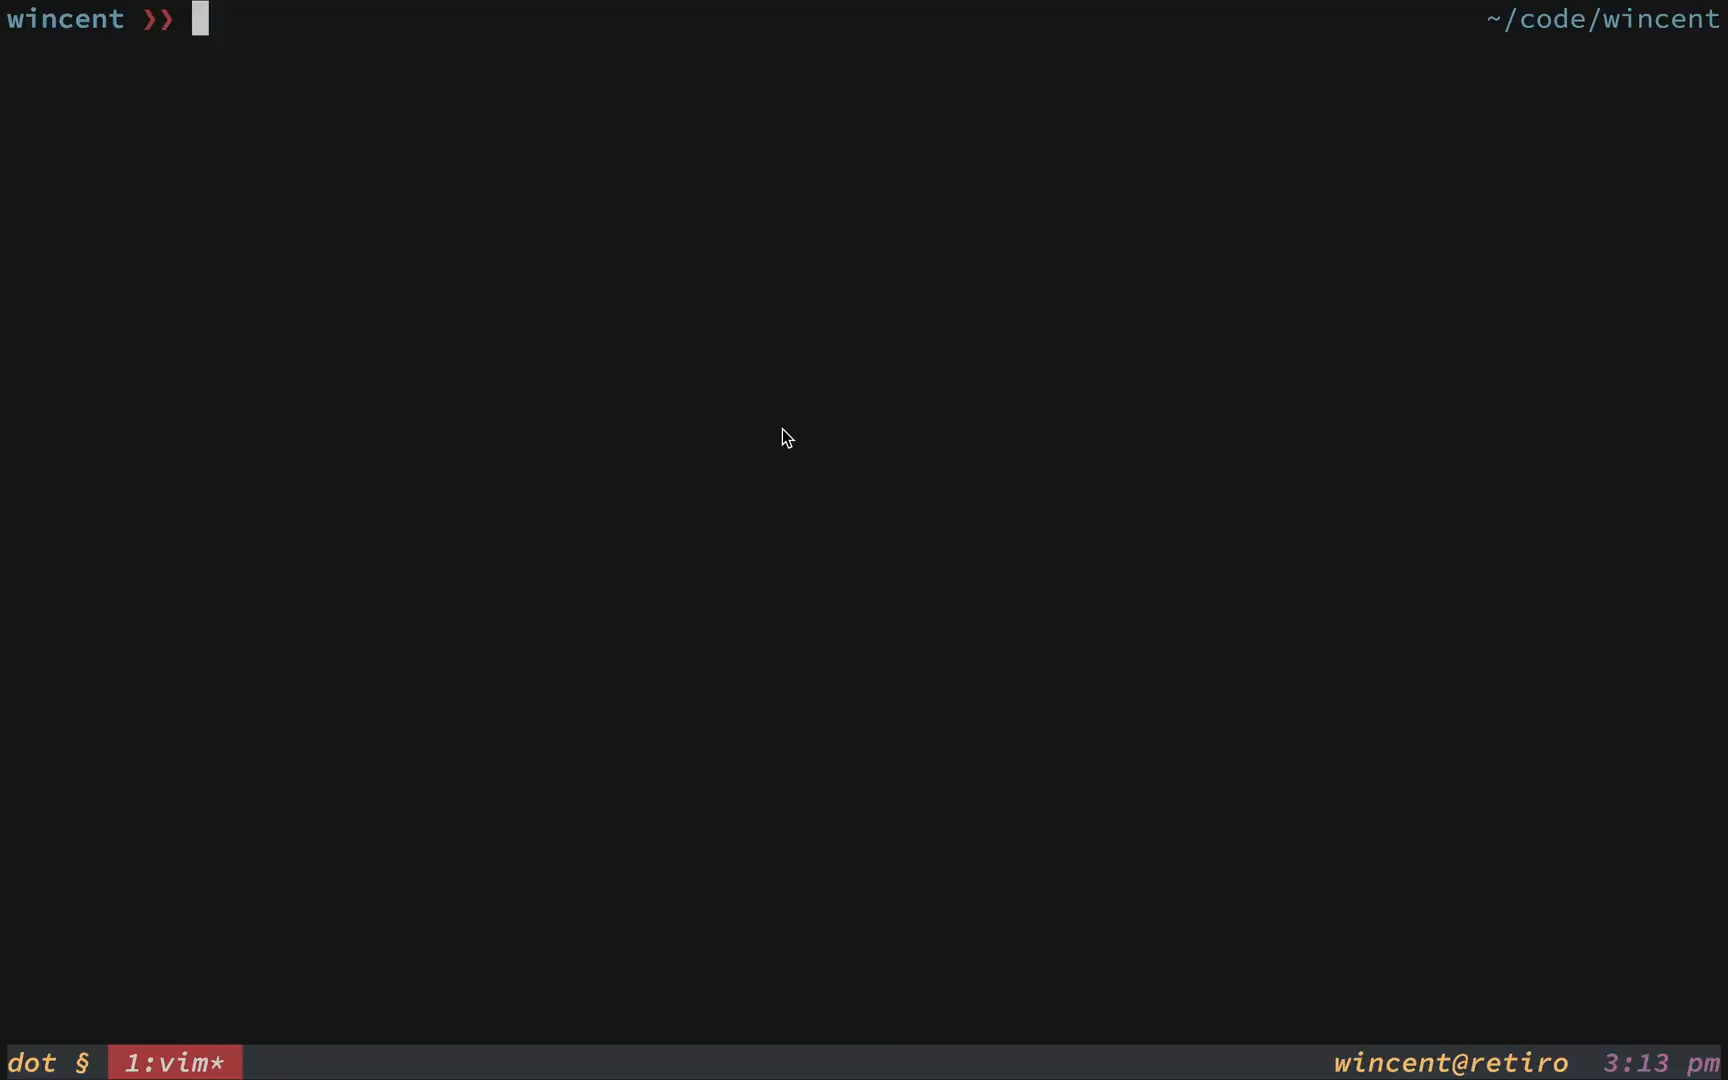 wincent ❯❯ ~/code/wincent
dot § 1:vim* wincent@retiro 3:13 pm